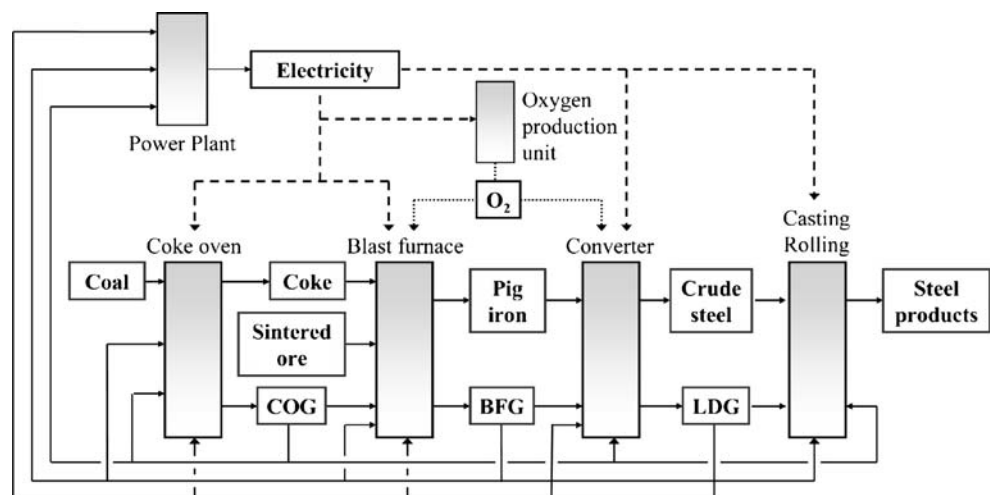 Electricity
Power Plant
Oxygen
production
unit
O₂
Coke oven
Blast furnace
Converter
Casting
Rolling
Coal
Coke
Pig
iron
Crude
steel
Steel
products
Sintered
ore
COG
BFG
LDG